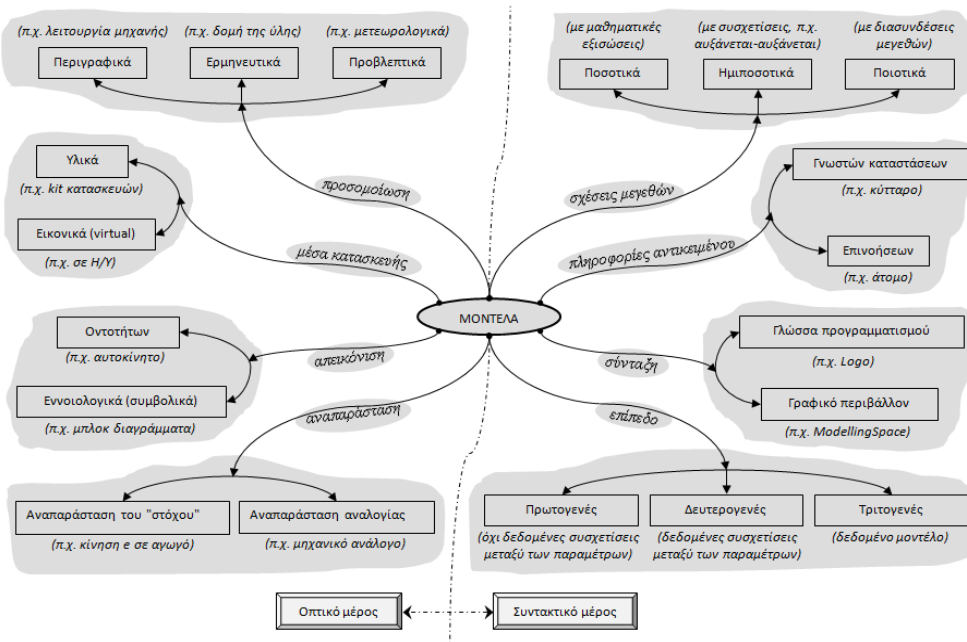 (π.χ. λειτουργία μηχανής)
Περιγραφικά
(π.χ. δομή της ύλης)
Ερμηνευτικά
(π.χ. μετεωρολογικά)
Προβλεπτικά
προσομοίωση
(με μαθηματικές
εξισώσεις)
Ποσοτικά
(με συσχετίσεις, π.χ.
αυξάνεται-αυξάνεται)
Ημιποσοτικά
(με διασυνδέσεις
μεγεθών)
Ποιοτικά
σχέσεις μεγεθών
Υλικά
(π.χ. kit κατασκευών)
Εικονικά (virtual)
(π.χ. σε Η/Υ)
μέσα κατασκευής
Γνωστών καταστάσεων
(π.χ. κύτταρο)
Επινοήσεων
(π.χ. άτομο)
πληροφορίες αντικειμένου
ΜΟΝΤΕΛΑ
Οντοτήτων
(π.χ. αυτοκίνητο)
Εννοιολογικά (συμβολικά)
(π.χ. μπλοκ διαγράμματα)
απεικόνιση
Γλώσσα προγραμματισμού
(π.χ. Logo)
Γραφικό περιβάλλον
(π.χ. ModellingSpace)
σύνταξη
αναπαράσταση
Αναπαράσταση του "στόχου"
(π.χ. κίνηση e σε αγωγό)
Αναπαράσταση αναλογίας
(π.χ. μηχανικό ανάλογο)
επίπεδο
Πρωτογενές
(όχι δεδομένες συσχετίσεις
μεταξύ των παραμέτρων)
Δευτερογενές
(δεδομένες συσχετίσεις
μεταξύ των παραμέτρων)
Τριτογενές
(δεδομένο μοντέλο)
Οπτικό μέρος
Συντακτικό μέρος